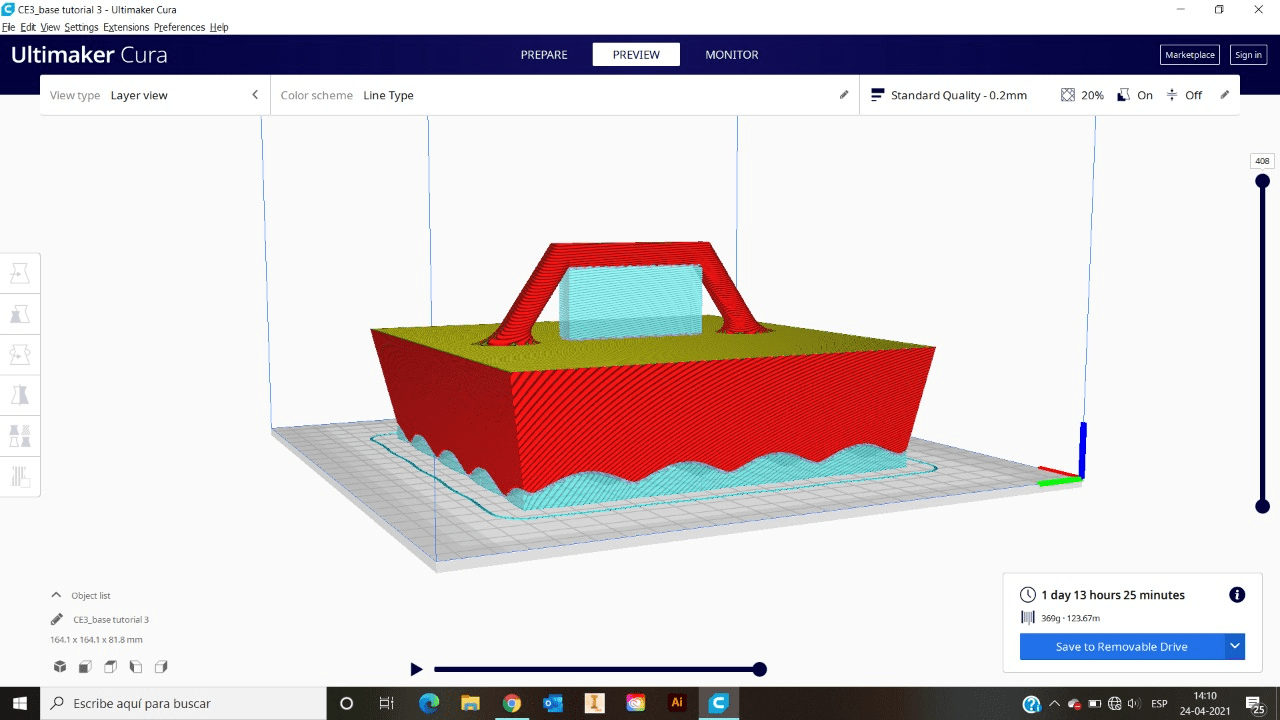 CE3_base tutorial 3 - Ultimaker Cura
File Edit View Settings Extensions Preferences Help
Ultimaker Cura
PREPARE PREVIEW MONITOR
Marketplace Sign in
View type Layer view
Color scheme Line Type
Standard Quality - 0.2mm 20% On Off
408
Object list
CE3_base tutorial 3
164.1 x 164.1 x 81.8 mm
1 day 13 hours 25 minutes
369g · 123.67m
Save to Removable Drive
Escribe aquí para buscar
ESP
14:10
24-04-2021
25